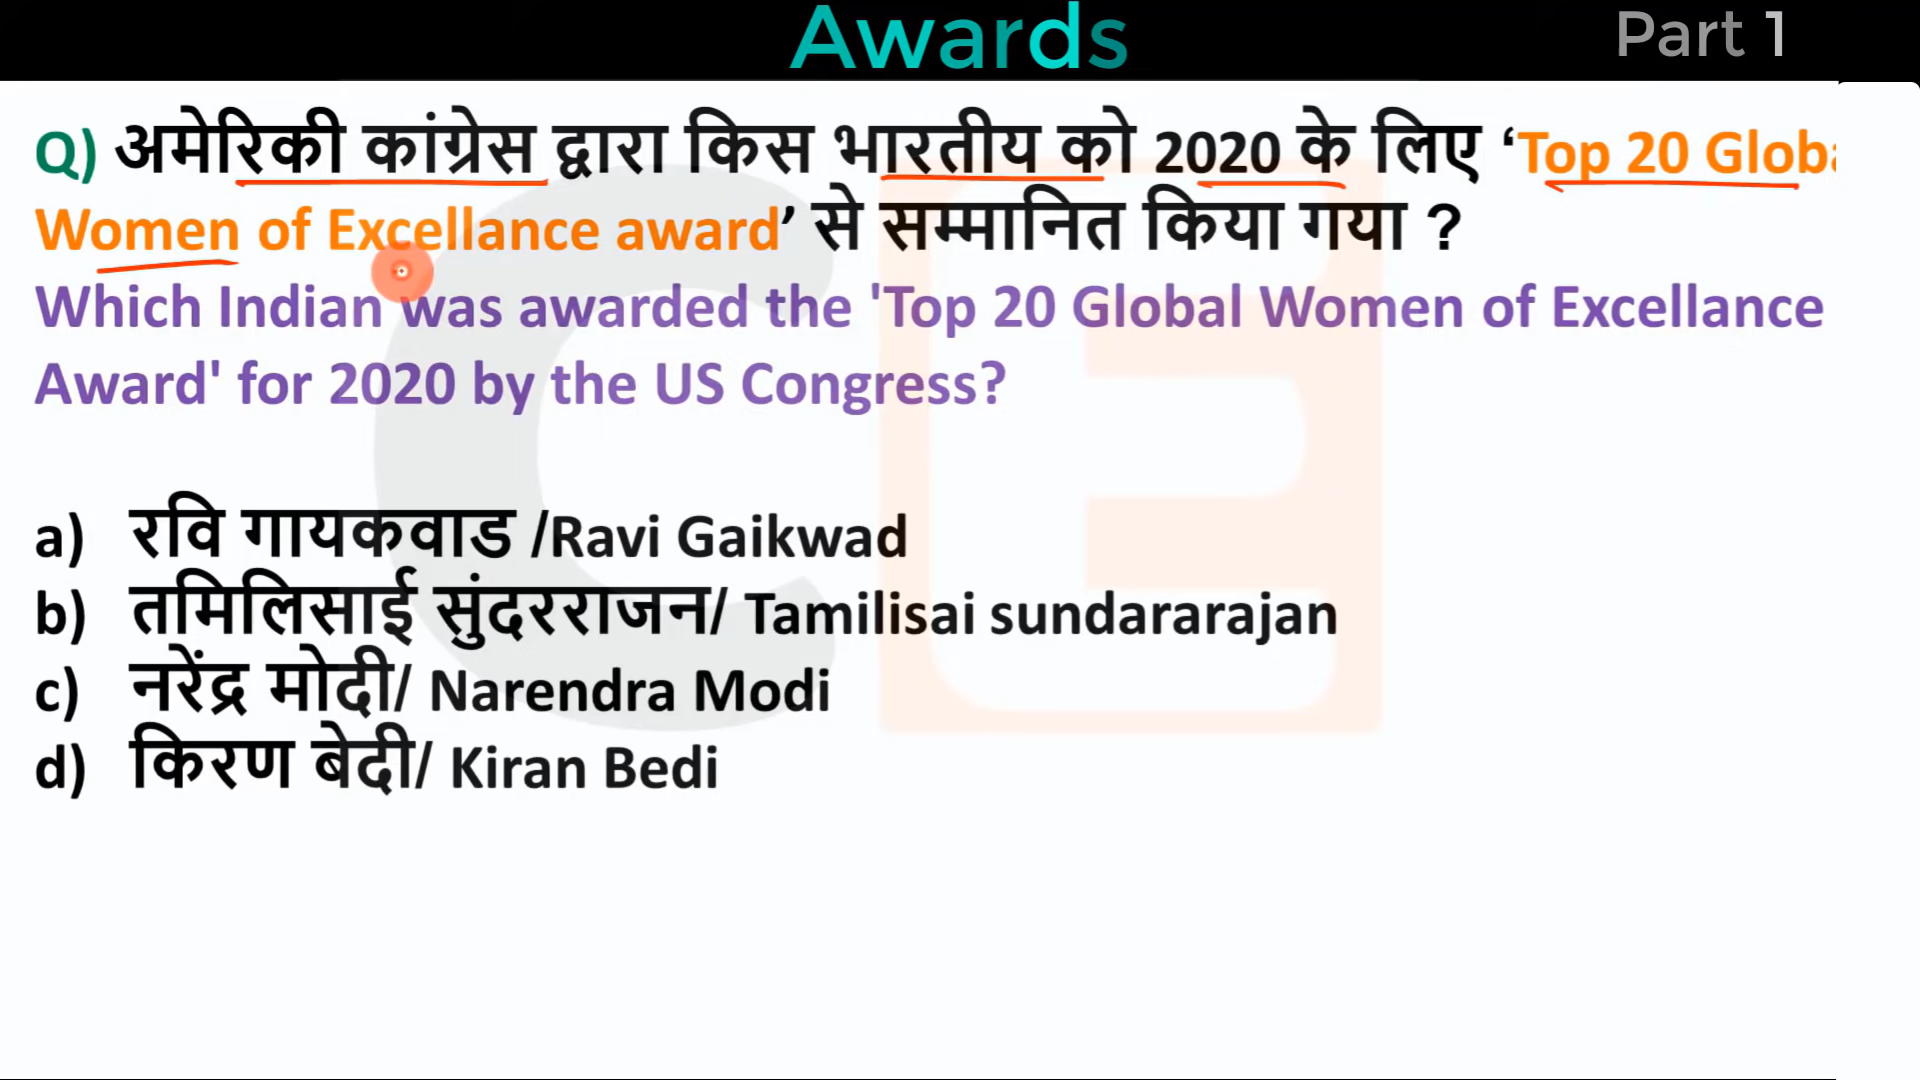 Awards
Part 1
Q) अमेरिकी कांग्रेस द्वारा किस भारतीय को 2020 के लिए ‘Top 20 Globa
Women of Excellance award’ से सम्मानित किया गया ?
Which Indian was awarded the 'Top 20 Global Women of Excellance
Award' for 2020 by the US Congress?
a) रवि गायकवाड /Ravi Gaikwad
b) तमिलिसाई सुंदरराजन/ Tamilisai sundararajan
c) नरेंद्र मोदी/ Narendra Modi
d) किरण बेदी/ Kiran Bedi